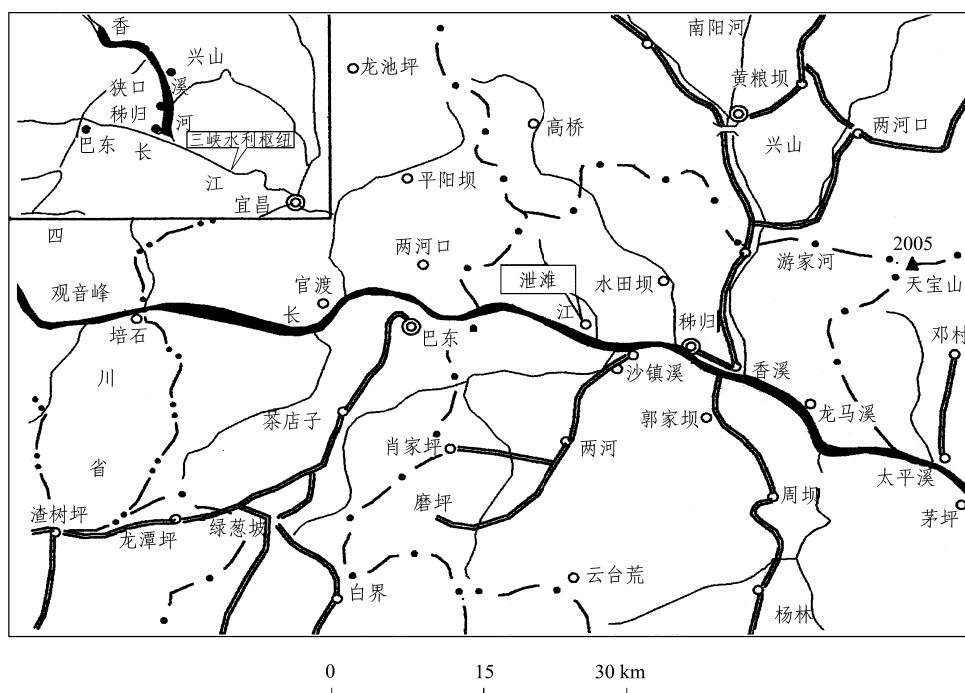 香
兴山
狭口
溪
秭归
河
三峡水利枢纽
巴东
长
江
宜昌
南阳河
龙池坪
黄粮坝
高桥
两河口
兴山
平阳坝
四
2005
两河口
游家河
泄滩
天宝山
观音峰
官渡
水田坝
长
江
秭归
培石
巴东
邓村
川
沙镇溪
香溪
茶店子
郭家坝
龙马溪
肖家坪
两河
省
太平溪
磨坪
周坝
渣树坪
龙潭坪
绿葱坡
茅坪
云台荒
白界
杨林
0
15
30 km